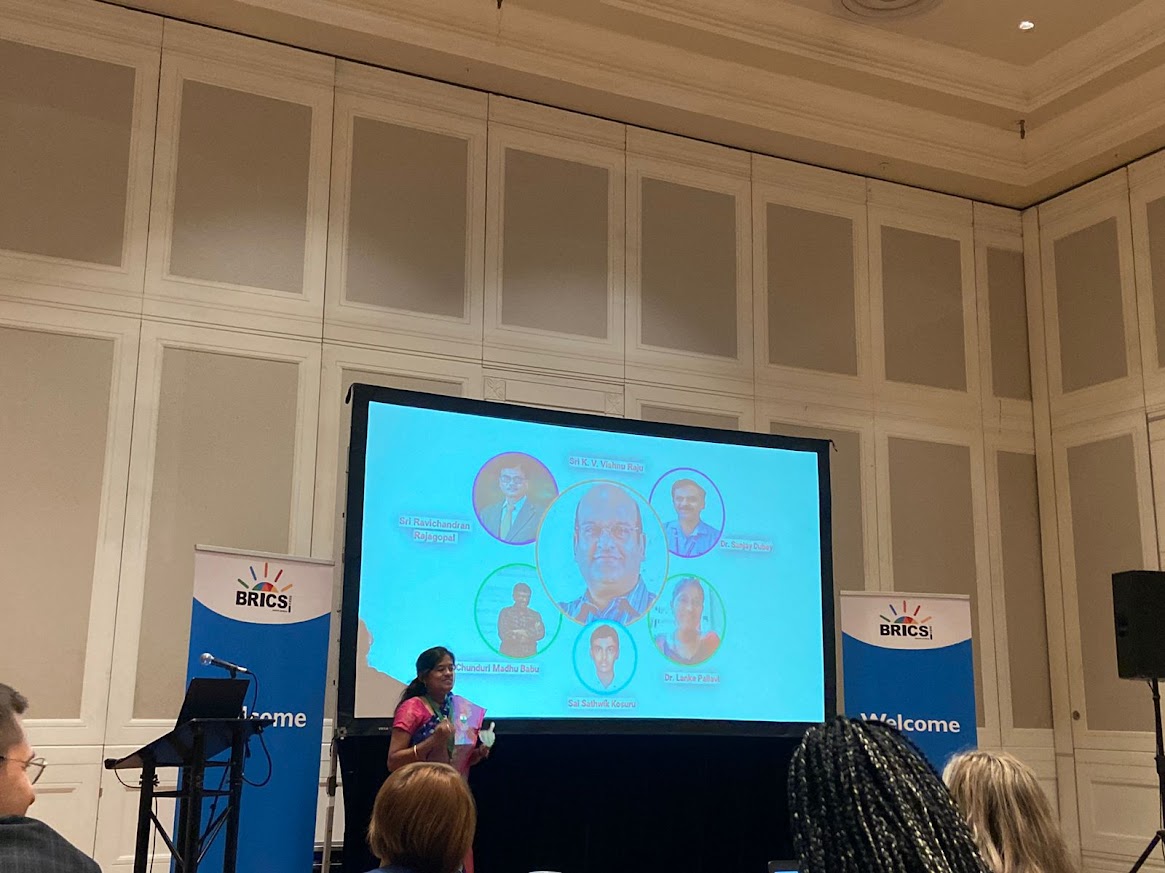 Sri K. V. Vishnu Raju
Sri Ravichandran
Rajagopal
Dr. Sanjay Dubey
Chunduri Madhu Babu
Dr. Lanka Pallavi
Sai Sathwik Kosuru
BRICS
BRICS
Welcome